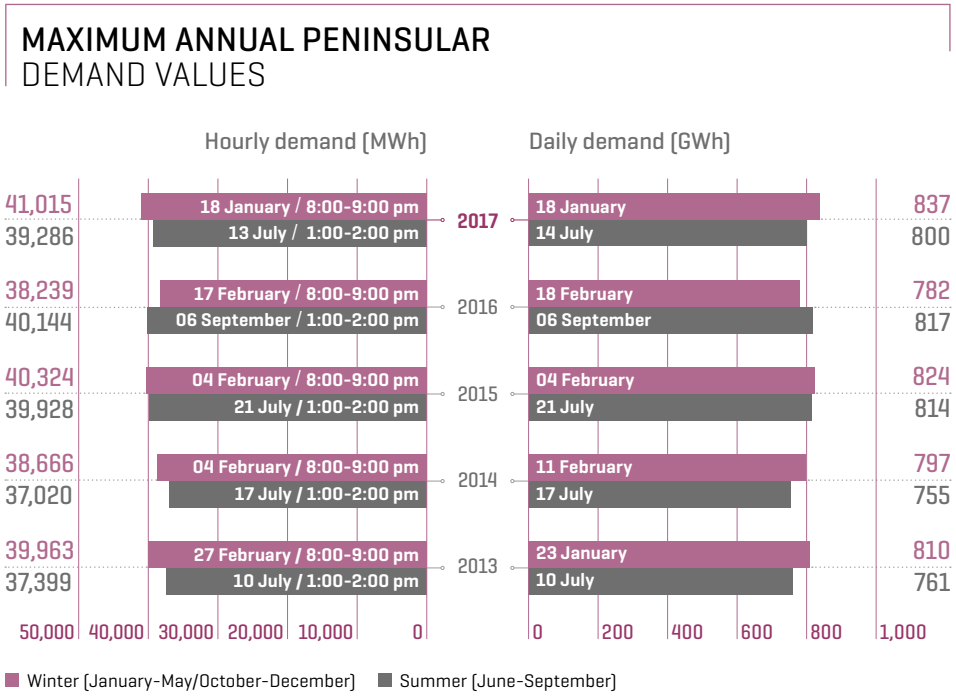 MAXIMUM ANNUAL PENINSULAR
DEMAND VALUES
Hourly demand (MWh)
Daily demand (GWh)
41,015
18 January / 8:00-9:00 pm
2017
18 January
837
39,286
13 July / 1:00-2:00 pm
14 July
800
38,239
17 February / 8:00-9:00 pm
2016
18 February
782
40,144
06 September / 1:00-2:00 pm
06 September
817
40,324
04 February / 8:00-9:00 pm
2015
04 February
824
39,928
21 July / 1:00-2:00 pm
21 July
814
38,666
04 February / 8:00-9:00 pm
2014
11 February
797
37,020
17 July / 1:00-2:00 pm
17 July
755
39,963
27 February / 8:00-9:00 pm
2013
23 January
810
37,399
10 July / 1:00-2:00 pm
10 July
761
50,000 40,000 30,000 20,000 10,000 0
0 200 400 600 800 1,000
Winter (January-May/October-December)
Summer (June-September)